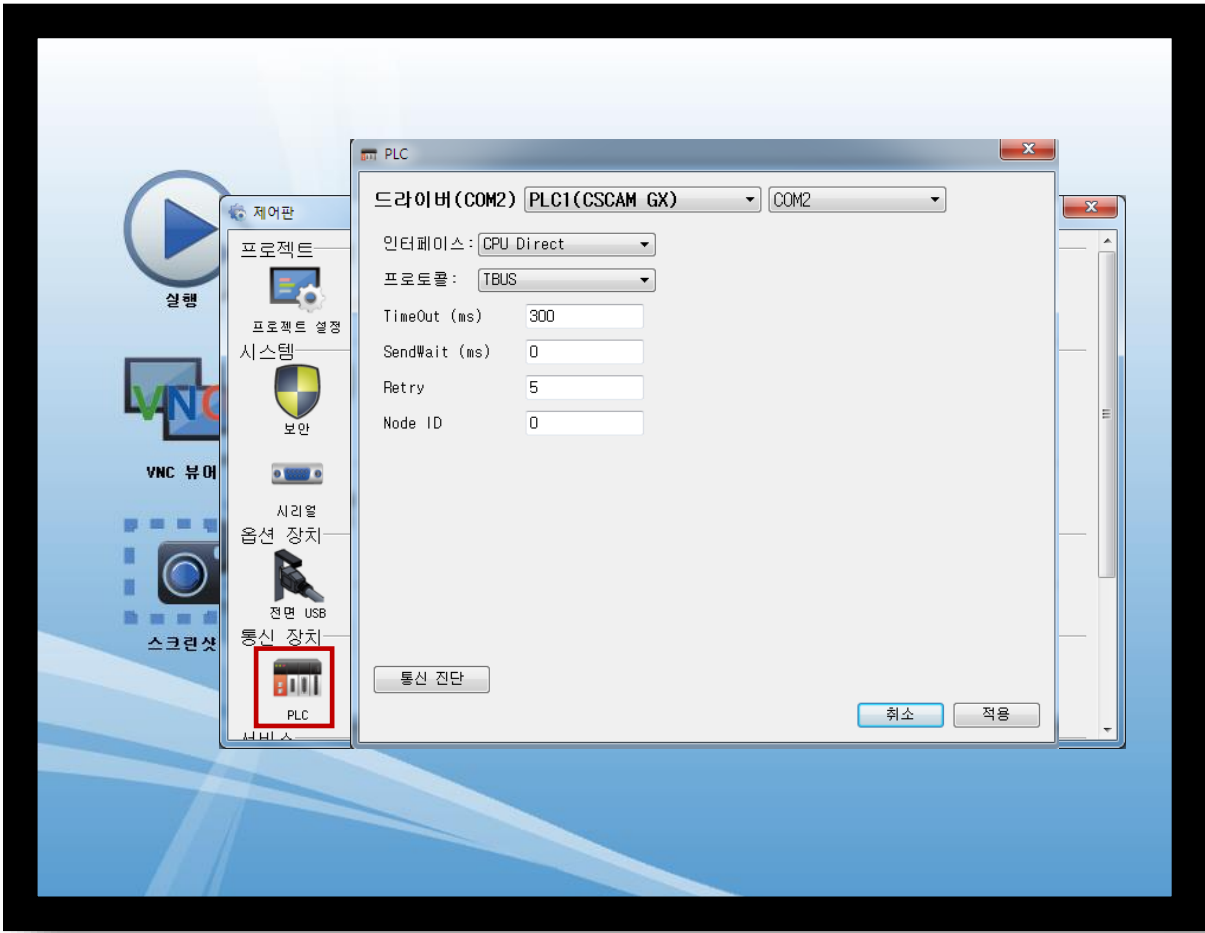 실행
VNC 뷰어
스크린샷
제어판
프로젝트
프로젝트 설정
시스템
보안
시리얼
옵션 장치
전면 USB
통신 장치
PLC
서비스
PLC
드라이버(COM2) PLC1(CSCAM GX) COM2
인터페이스: CPU Direct
프로토콜: TBUS
TimeOut (ms) 300
SendWait (ms) 0
Retry 5
Node ID 0
통신 진단
취소 적용